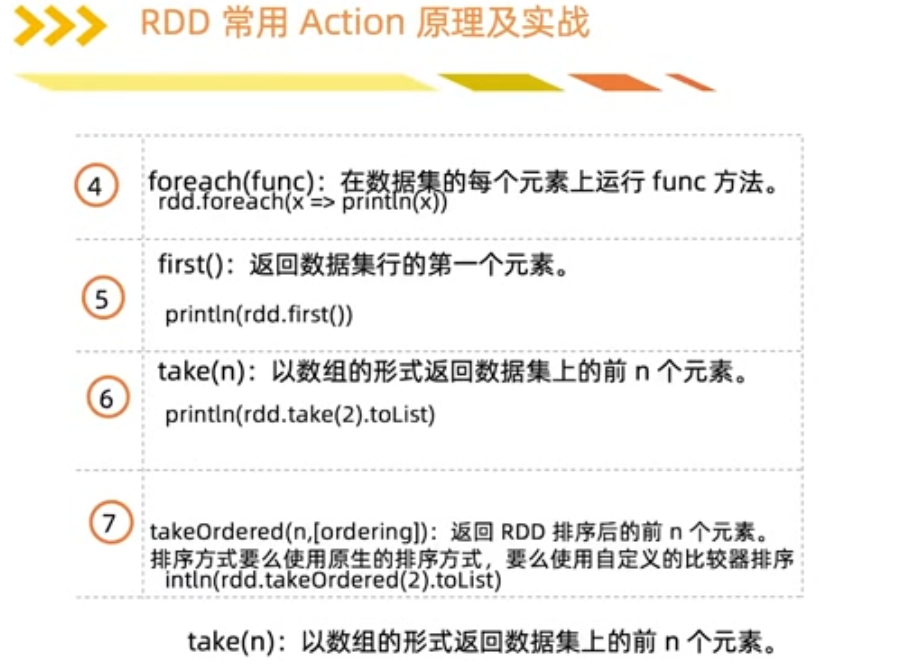 RDD 常用 Action 原理及实战
4
foreach(func)：在数据集的每个元素上运行 func 方法。
rdd.foreach(x => println(x))
5
first()：返回数据集行的第一个元素。
println(rdd.first())
6
take(n)：以数组的形式返回数据集上的前 n 个元素。
println(rdd.take(2).toList)
7
takeOrdered(n,[ordering])：返回 RDD 排序后的前 n 个元素。
排序方式要么使用原生的排序方式，要么使用自定义的比较器排序
intln(rdd.takeOrdered(2).toList)
take(n)：以数组的形式返回数据集上的前 n 个元素。